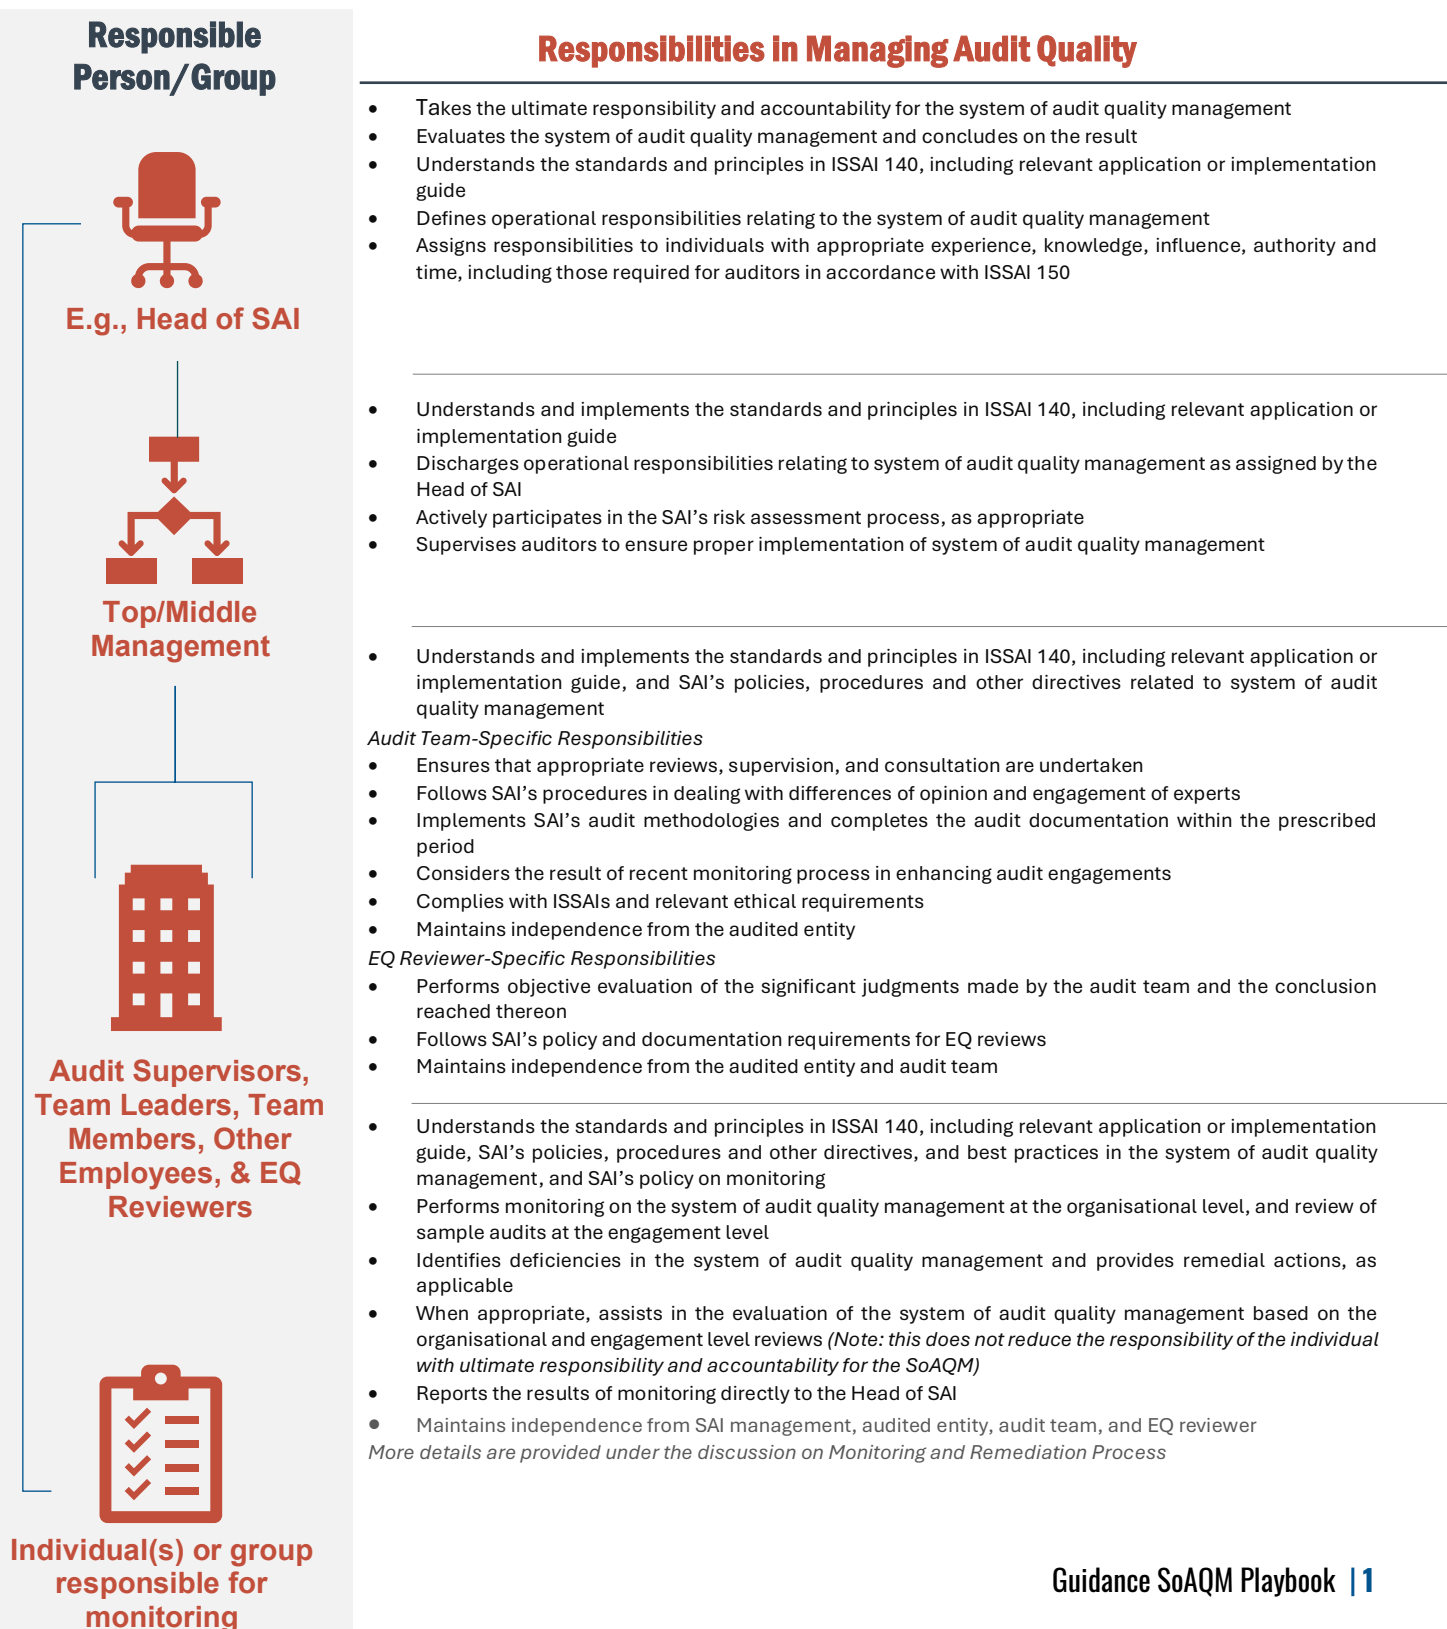 Responsible
Person/Group
Responsibilities in Managing Audit Quality
• Takes the ultimate responsibility and accountability for the system of audit quality management
• Evaluates the system of audit quality management and concludes on the result
• Understands the standards and principles in ISSAI 140, including relevant application or implementation
guide
• Defines operational responsibilities relating to the system of audit quality management
• Assigns responsibilities to individuals with appropriate experience, knowledge, influence, authority and
time, including those required for auditors in accordance with ISSAI 150
E.g., Head of SAI
• Understands and implements the standards and principles in ISSAI 140, including relevant application or
implementation guide
• Discharges operational responsibilities relating to system of audit quality management as assigned by the
Head of SAI
• Actively participates in the SAI’s risk assessment process, as appropriate
• Supervises auditors to ensure proper implementation of system of audit quality management
Top/Middle
Management
• Understands and implements the standards and principles in ISSAI 140, including relevant application or
implementation guide, and SAI’s policies, procedures and other directives related to system of audit
quality management
Audit Team-Specific Responsibilities
• Ensures that appropriate reviews, supervision, and consultation are undertaken
• Follows SAI’s procedures in dealing with differences of opinion and engagement of experts
• Implements SAI’s audit methodologies and completes the audit documentation within the prescribed
period
• Considers the result of recent monitoring process in enhancing audit engagements
• Complies with ISSAIs and relevant ethical requirements
• Maintains independence from the audited entity
EQ Reviewer-Specific Responsibilities
• Performs objective evaluation of the significant judgments made by the audit team and the conclusion
reached thereon
• Follows SAI’s policy and documentation requirements for EQ reviews
• Maintains independence from the audited entity and audit team
Audit Supervisors,
Team Leaders, Team
Members, Other
Employees, & EQ
Reviewers
• Understands the standards and principles in ISSAI 140, including relevant application or implementation
guide, SAI’s policies, procedures and other directives, and best practices in the system of audit quality
management, and SAI’s policy on monitoring
• Performs monitoring on the system of audit quality management at the organisational level, and review of
sample audits at the engagement level
• Identifies deficiencies in the system of audit quality management and provides remedial actions, as
applicable
• When appropriate, assists in the evaluation of the system of audit quality management based on the
organisational and engagement level reviews (Note: this does not reduce the responsibility of the individual
with ultimate responsibility and accountability for the SoAQM)
• Reports the results of monitoring directly to the Head of SAI
• Maintains independence from SAI management, audited entity, audit team, and EQ reviewer
More details are provided under the discussion on Monitoring and Remediation Process
Individual(s) or group
responsible for
monitoring
Guidance SoAQM Playbook | 1